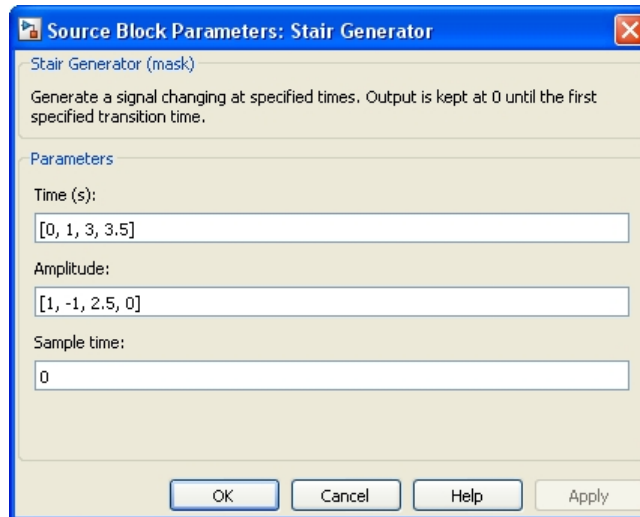 Source Block Parameters: Stair Generator
Stair Generator (mask)
Generate a signal changing at specified times. Output is kept at 0 until the first
specified transition time.
Parameters
Time (s):
[0, 1, 3, 3.5]
Amplitude:
[1, -1, 2.5, 0]
Sample time:
0
OK Cancel Help Apply